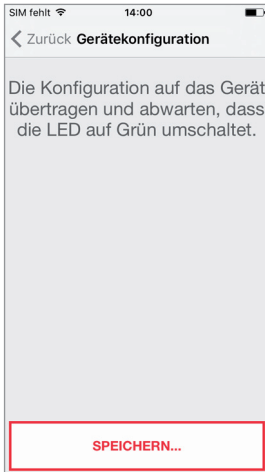 SIM fehlt 14:00
Zurück Gerätekonfiguration
Die Konfiguration auf das Gerät
übertragen und abwarten, dass
die LED auf Grün umschaltet.
SPEICHERN...